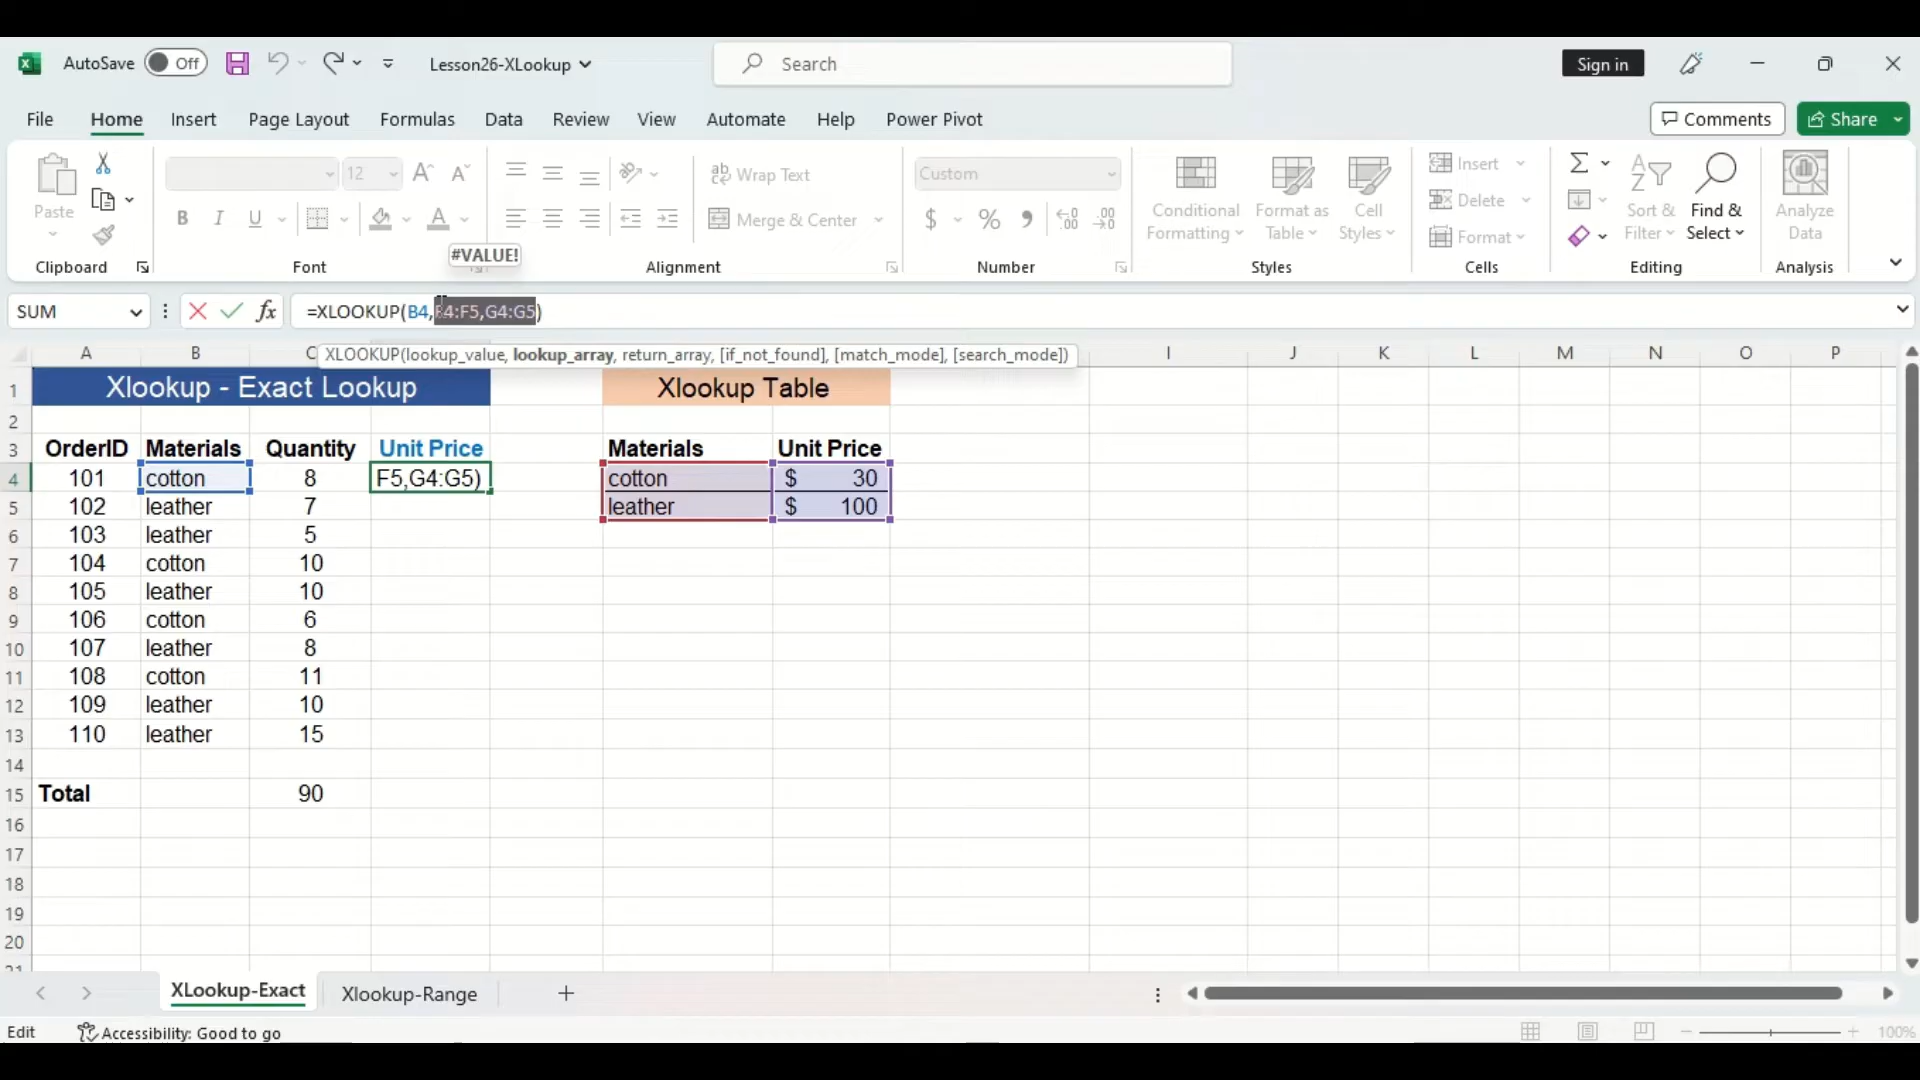 AutoSave Off Lesson26-XLookup Search Sign in
File Home Insert Page Layout Formulas Data Review View Automate Help Power Pivot Comments Share
Paste
Clipboard
12
B I U
Font
#VALUE!
ab Wrap Text
Merge & Center
Alignment
Custom
$ % ,
Number
Conditional Formatting
Format as Table
Cell Styles
Styles
Insert
Delete
Format
Cells
Sort & Filter
Find & Select
Editing
Analyze Data
Analysis
SUM fx =XLOOKUP(B4,F4:F5,G4:G5)
XLOOKUP(lookup_value, lookup_array, return_array, [if_not_found], [match_mode], [search_mode])
A B C I J K L M N O P
1 Xlookup - Exact Lookup Xlookup Table
2
3 OrderID Materials Quantity Unit Price Materials Unit Price
4 101 cotton 8 F5,G4:G5) cotton $ 30
5 102 leather 7 leather $ 100
6 103 leather 5
7 104 cotton 10
8 105 leather 10
9 106 cotton 6
10 107 leather 8
11 108 cotton 11
12 109 leather 10
13 110 leather 15
14
15 Total 90
16
17
18
19
20
21
XLookup-Exact Xlookup-Range
Edit Accessibility: Good to go 100%